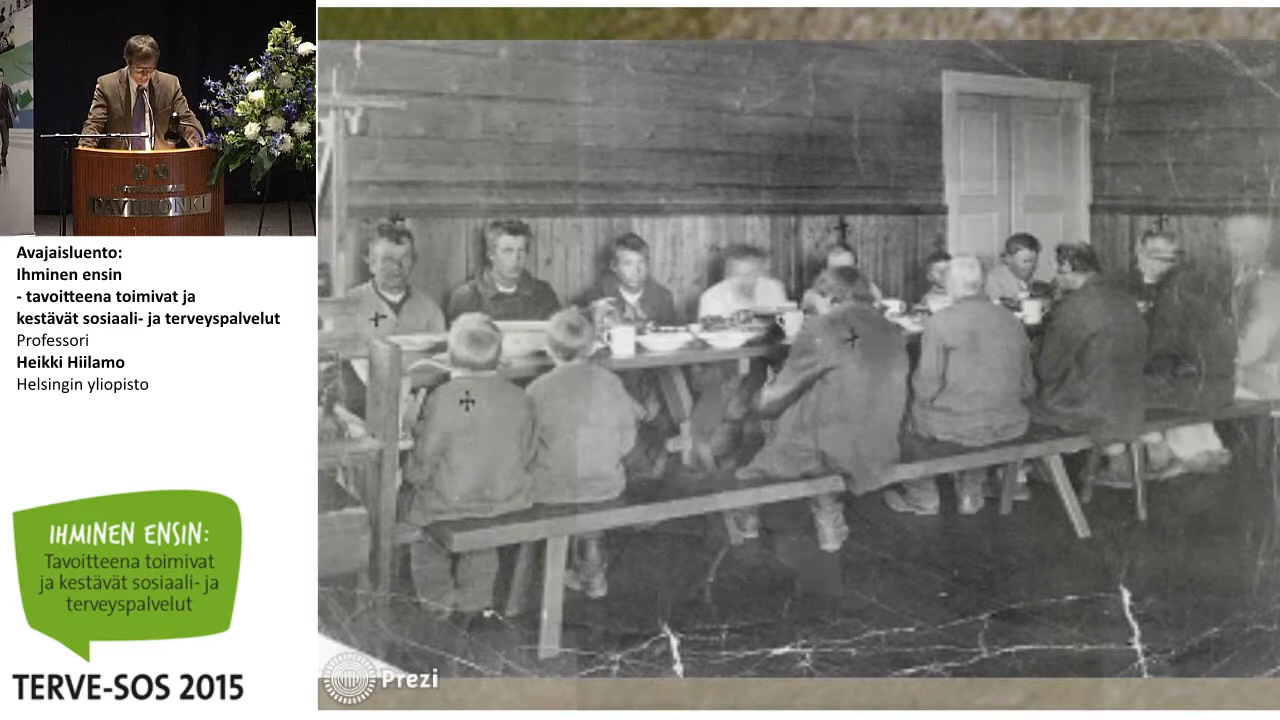 PAVILJONKI
Avajaisluento:
Ihminen ensin
- tavoitteena toimivat ja
kestävät sosiaali- ja terveyspalvelut
Professori
Heikki Hiilamo
Helsingin yliopisto
IHMINEN ENSIN:
Tavoitteena toimivat
ja kestävät sosiaali- ja
terveyspalvelut
TERVE-SOS 2015
Prezi